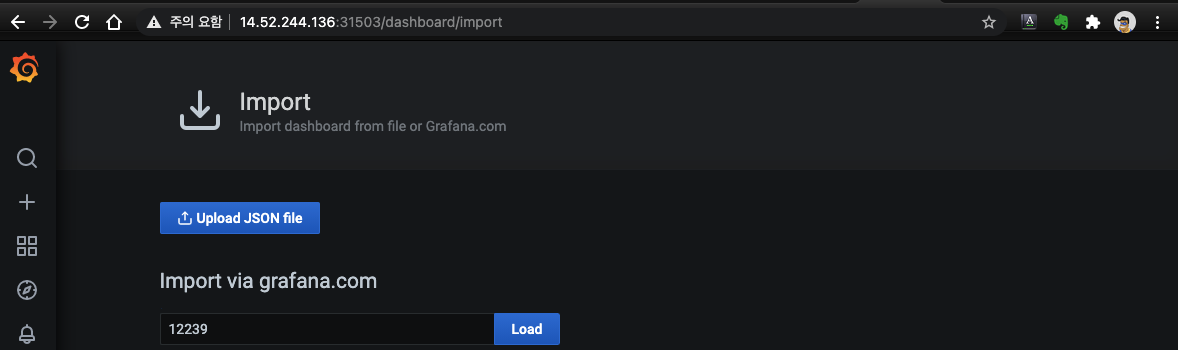 주의 요함 14.52.244.136:31503/dashboard/import
Import
Import dashboard from file or Grafana.com
Upload JSON file
Import via grafana.com
12239 Load